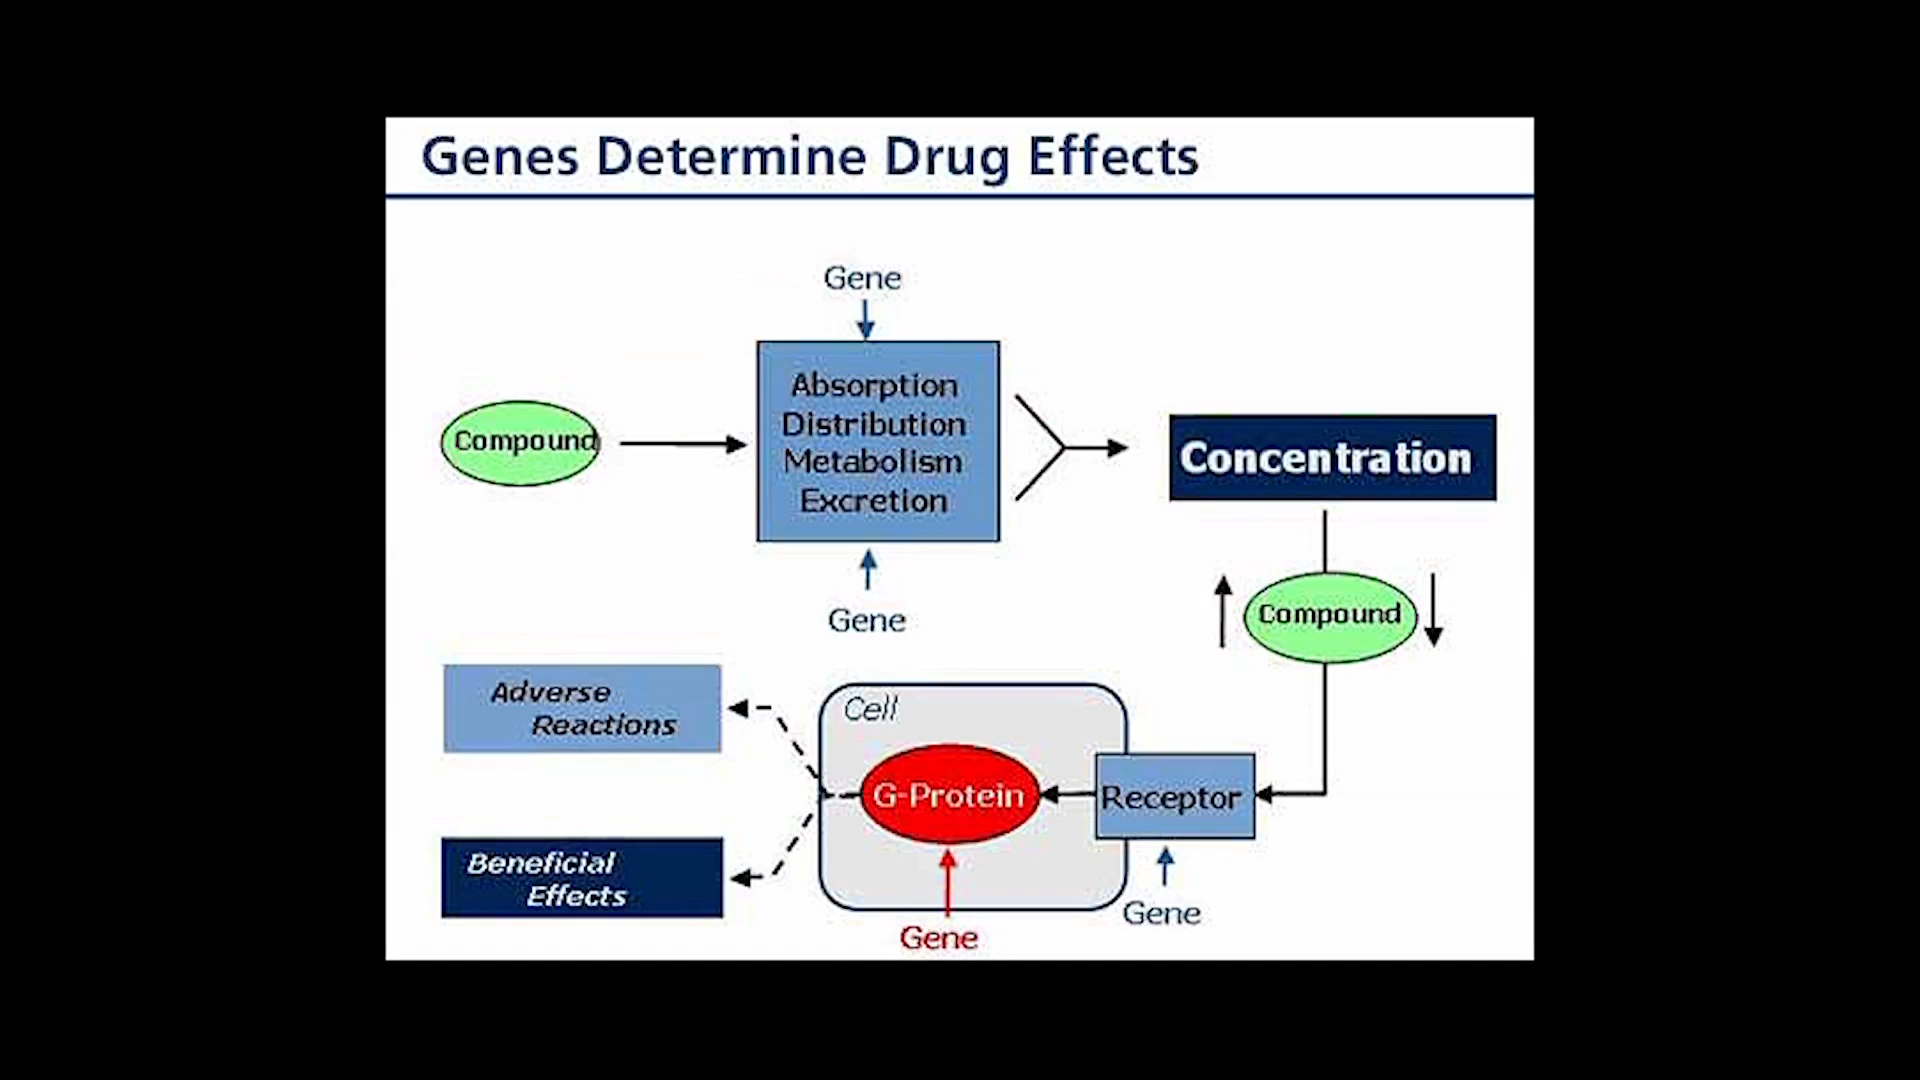 Genes Determine Drug Effects
Gene
Compound
Absorption
Distribution
Metabolism
Excretion
Concentration
Gene
Compound
Adverse
Reactions
Cell
G-Protein
Receptor
Beneficial
Effects
Gene
Gene